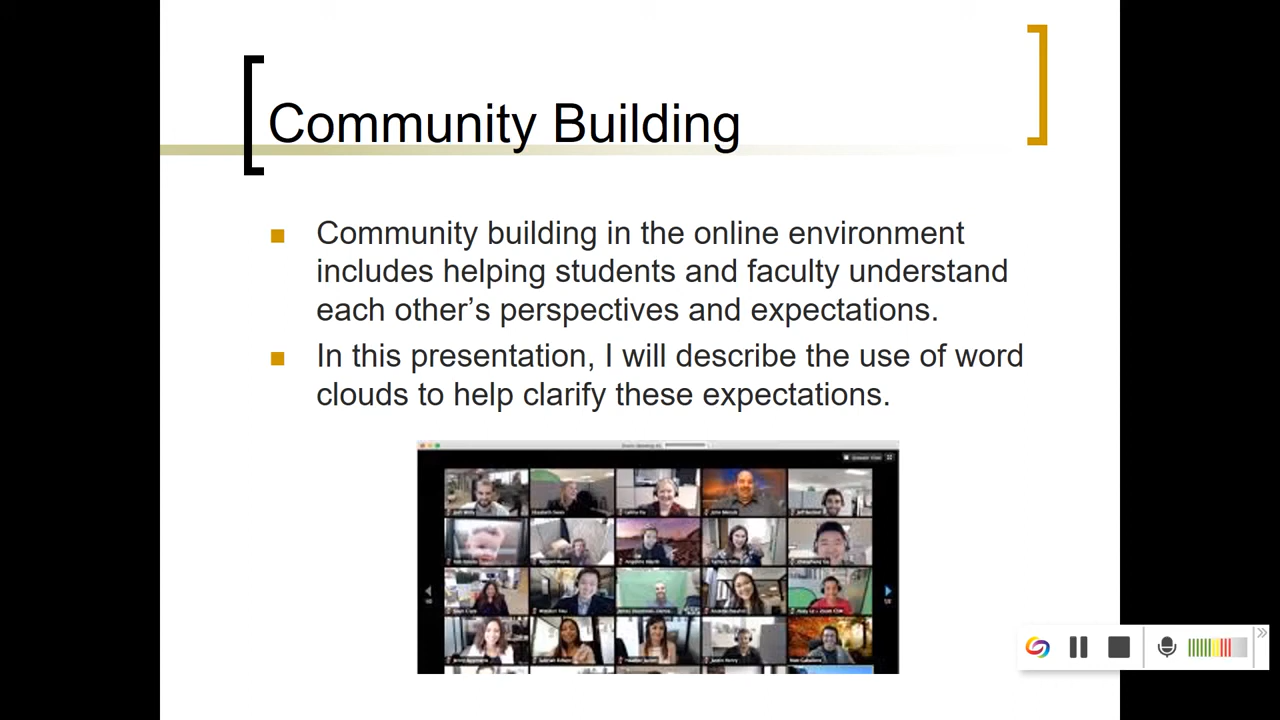 Community Building
Community building in the online environment
includes helping students and faculty understand
each other’s perspectives and expectations.
In this presentation, I will describe the use of word
clouds to help clarify these expectations.